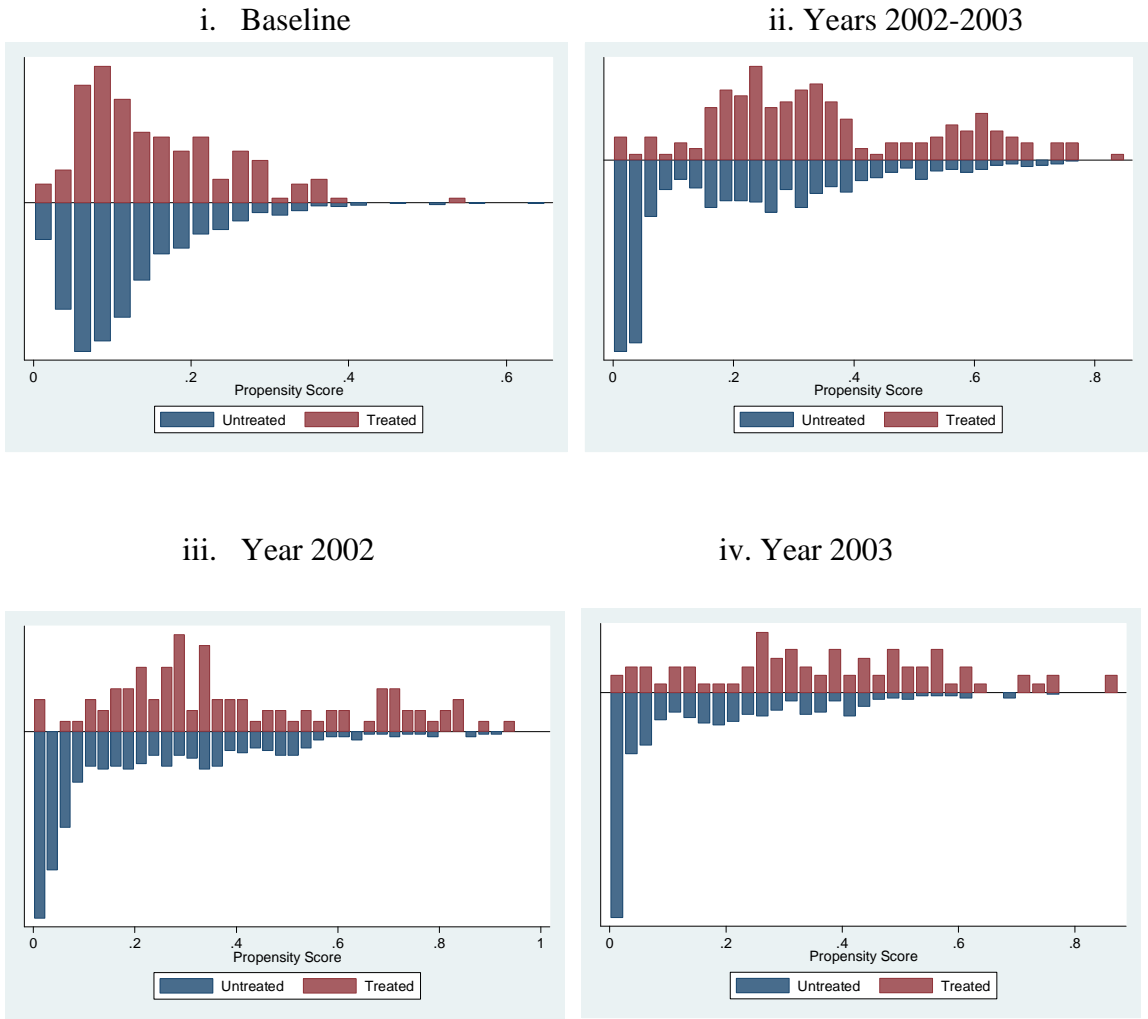 i. Baseline
ii. Years 2002-2003
0 .2 .4 .6
Propensity Score
Untreated Treated
0 .2 .4 .6 .8
Propensity Score
Untreated Treated
iii. Year 2002
iv. Year 2003
0 .2 .4 .6 .8 1
Propensity Score
Untreated Treated
0 .2 .4 .6 .8
Propensity Score
Untreated Treated